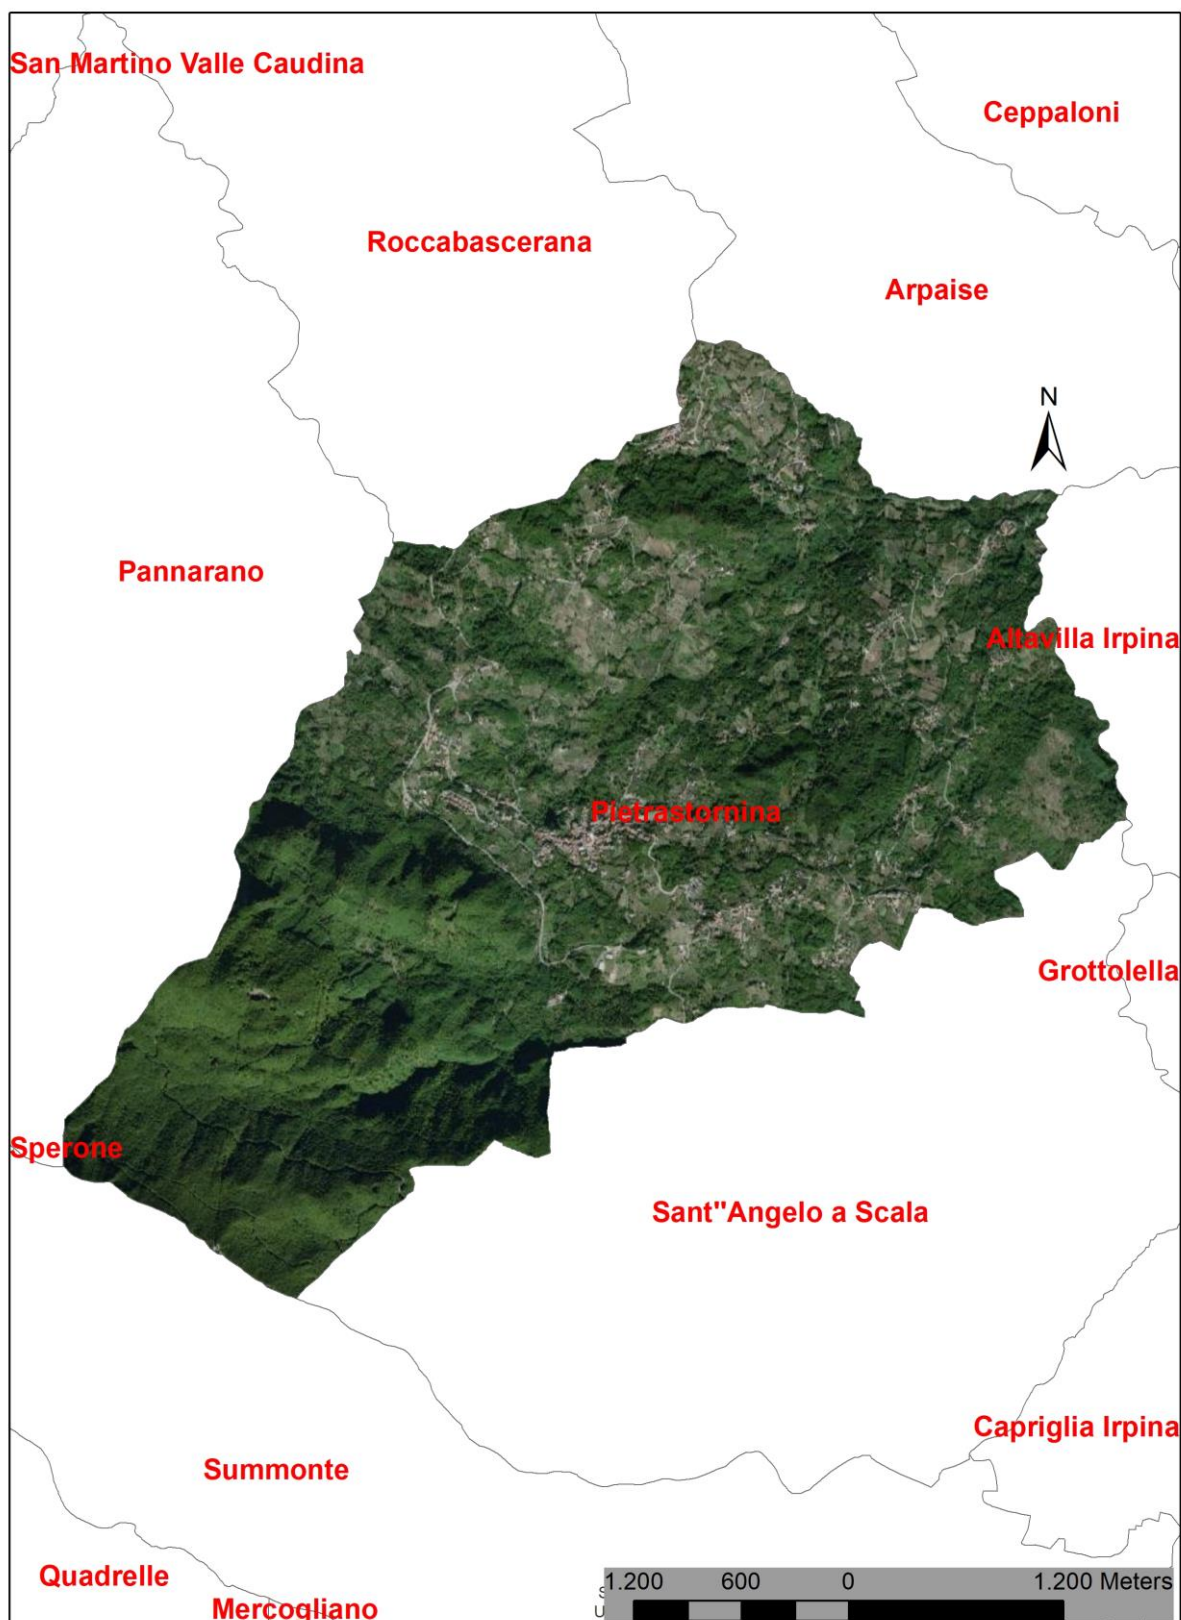 San Martino Valle Caudina
Ceppaloni
Roccabascerana
Arpaise
N
Pannarano
Altavilla Irpina
Pietrastornina
Grottolella
Sperone
Sant"Angelo a Scala
Capriglia Irpina
Summonte
Quadrelle
Mercogliano
1.200 600 0 1.200 Meters